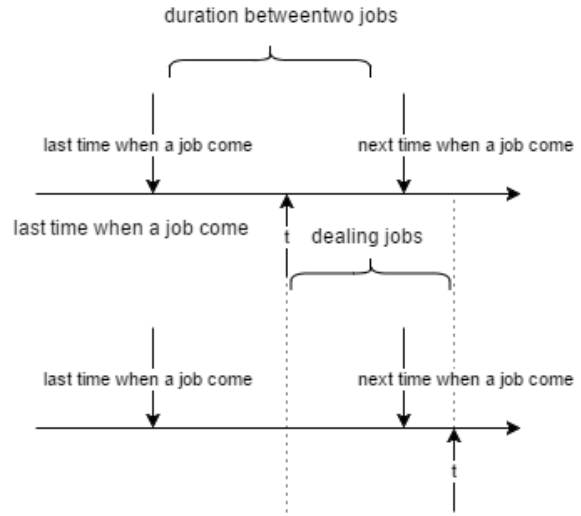 duration betweentwo jobs
last time when a job come
next time when a job come
last time when a job come
t
dealing jobs
last time when a job come
next time when a job come
t